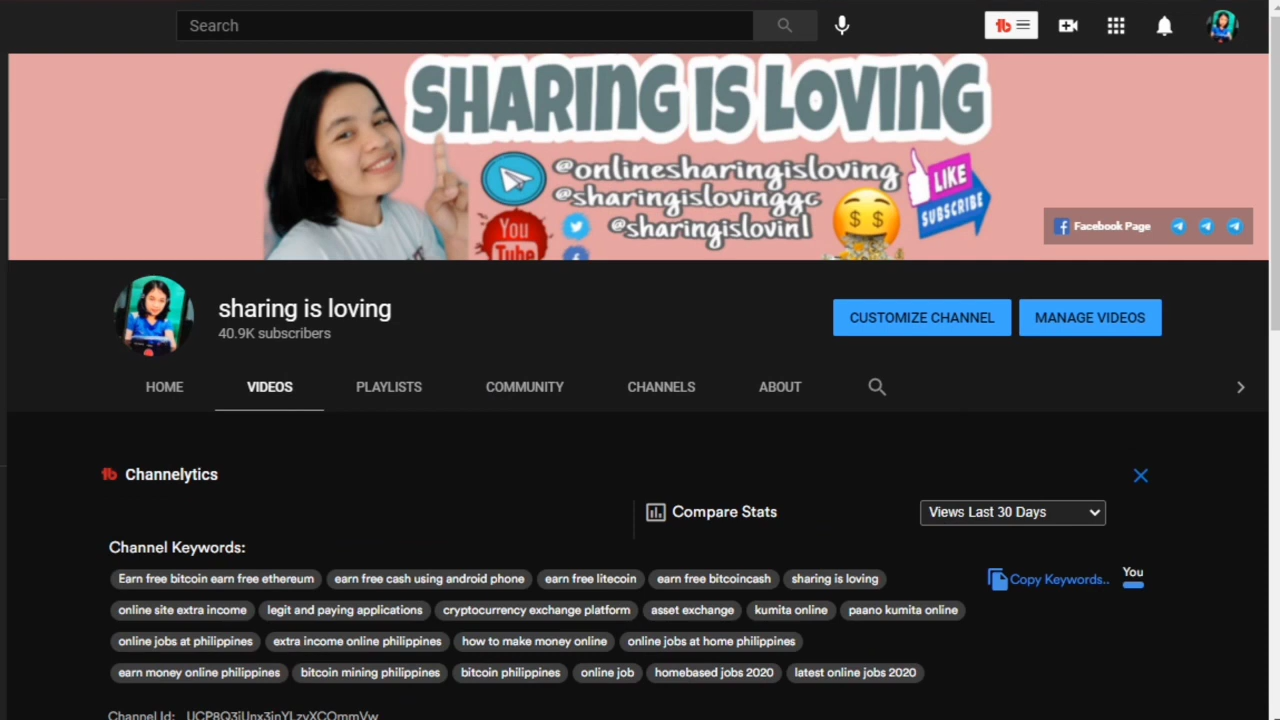 Search
SHARING IS LOVING
@onlinesharingisloving
@sharingislovinggc
@sharingislovinl
LIKE
SUBSCRIBE
You
Tube
Facebook Page
sharing is loving
40.9K subscribers
CUSTOMIZE CHANNEL
MANAGE VIDEOS
HOME VIDEOS PLAYLISTS COMMUNITY CHANNELS ABOUT
Channelytics
Compare Stats
Views Last 30 Days
Channel Keywords:
Earn free bitcoin earn free ethereum earn free cash using android phone earn free litecoin earn free bitcoincash sharing is loving
Copy Keywords..
You
online site extra income legit and paying applications cryptocurrency exchange platform asset exchange kumita online paano kumita online
online jobs at philippines extra income online philippines how to make money online online jobs at home philippines
earn money online philippines bitcoin mining philippines bitcoin philippines online job homebased jobs 2020 latest online jobs 2020
Channel Id: